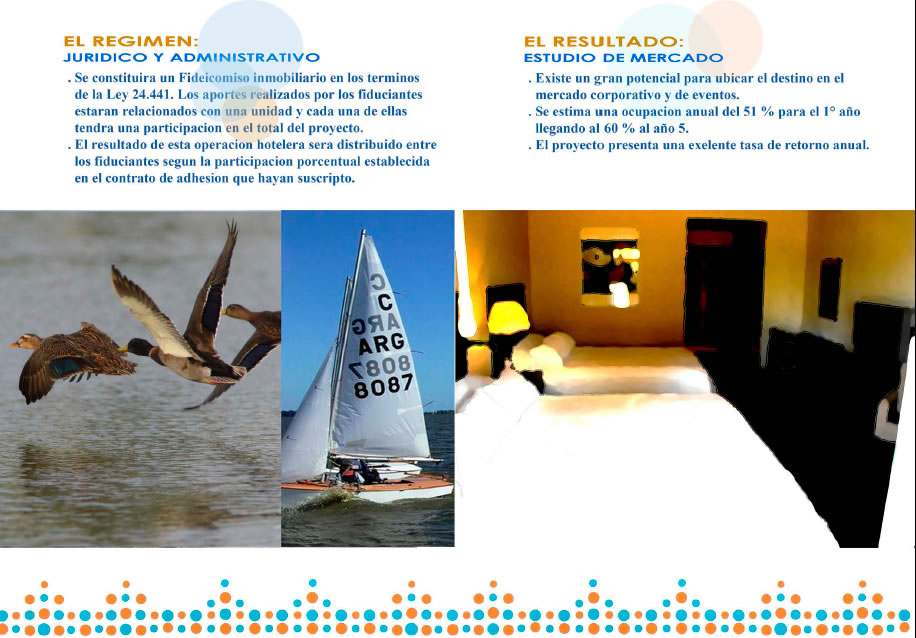 EL REGIMEN:
JURIDICO Y ADMINISTRATIVO
. Se constituira un Fideicomiso inmobiliario en los terminos
de la Ley 24.441. Los aportes realizados por los fiduciantes
estaran relacionados con una unidad y cada una de ellas
tendra una participacion en el total del proyecto.
. El resultado de esta operacion hotelera sera distribuido entre
los fiduciantes segun la participacion porcentual establecida
en el contrato de adhesion que hayan suscripto.
EL RESULTADO:
ESTUDIO DE MERCADO
. Existe un gran potencial para ubicar el destino en el
mercado corporativo y de eventos.
. Se estima una ocupacion anual del 51 % para el 1° año
llegando al 60 % al año 5.
. El proyecto presenta una exelente tasa de retorno anual.
C
C
ARG
ARG
8087
8087